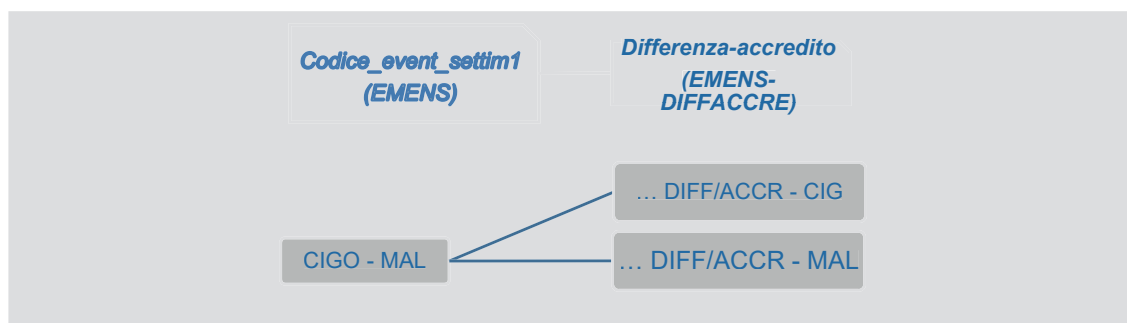 Codice_event_settim1
(EMENS)
Differenza-accredito
(EMENS-
DIFFACCRE)
... DIFF/ACCR - CIG
CIGO - MAL
... DIFF/ACCR - MAL